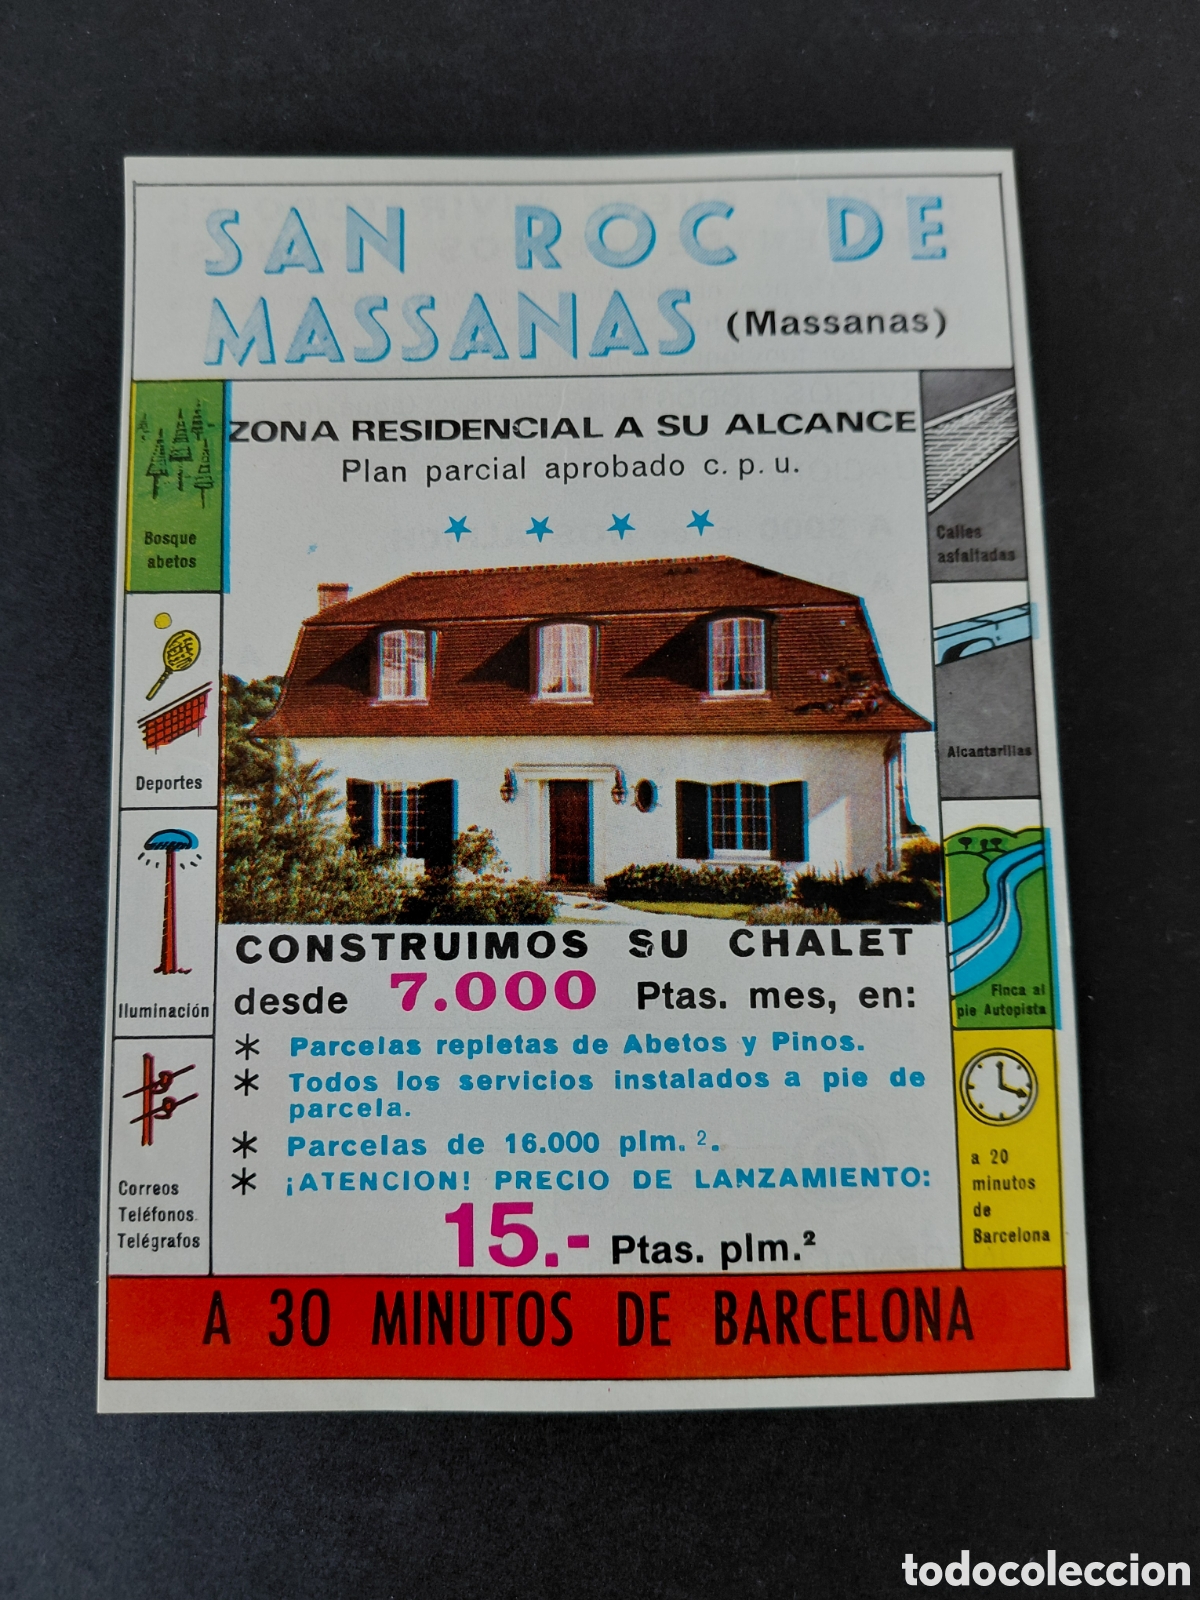 SAN ROC DE
MASSANAS (Massanas)
ZONA RESIDENCIAL A SU ALCANCE
Plan parcial aprobado c. p. u.
Bosque
abetos
Deportes
Iluminación
Correos
Teléfonos.
Telégrafos
Calles
asfaltadas
Alcantarillas
Finca al
pie Autopista
a 20
minutos
de
Barcelona
CONSTRUIMOS SU CHALET
desde 7.000 Ptas. mes, en:
* Parcelas repletas de Abetos y Pinos.
* Todos los servicios instalados a pie de
parcela.
* Parcelas de 16.000 plm. ².
* ¡ATENCION! PRECIO DE LANZAMIENTO:
15.- Ptas. plm.²
A 30 MINUTOS DE BARCELONA
todocoleccion